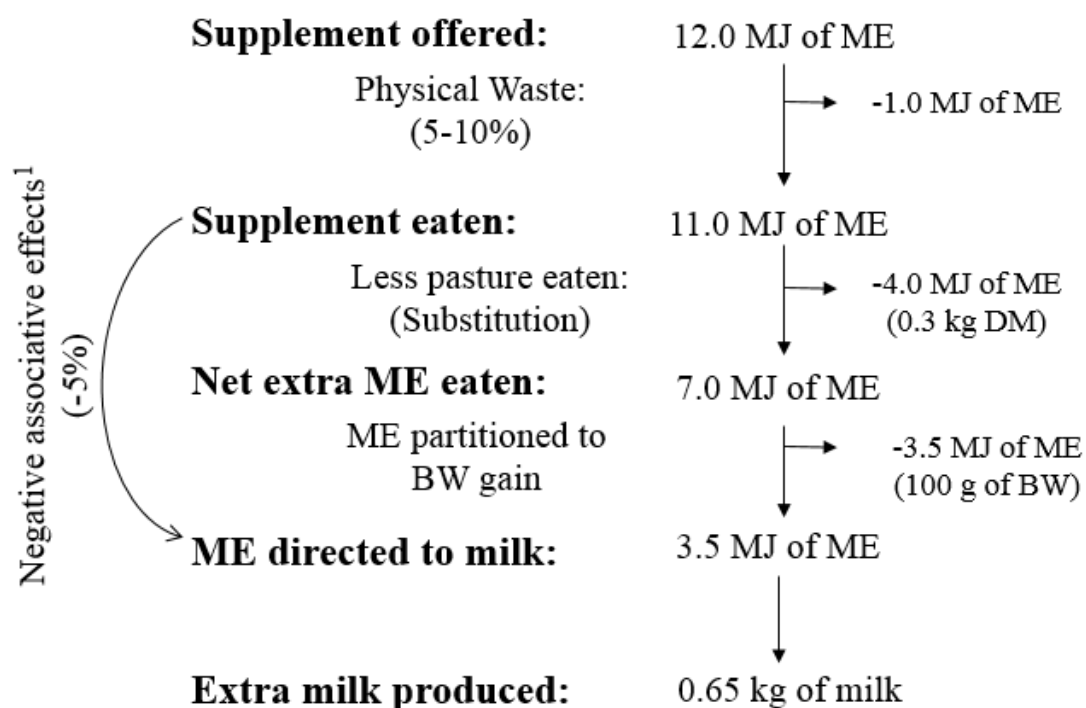 Supplement offered:
12.0 MJ of ME
Physical Waste:
(5-10%)
-1.0 MJ of ME
Negative associative effects1
(-5%)
Supplement eaten:
11.0 MJ of ME
Less pasture eaten:
(Substitution)
-4.0 MJ of ME
(0.3 kg DM)
Net extra ME eaten:
7.0 MJ of ME
ME partitioned to
BW gain
-3.5 MJ of ME
(100 g of BW)
ME directed to milk:
3.5 MJ of ME
Extra milk produced:
0.65 kg of milk